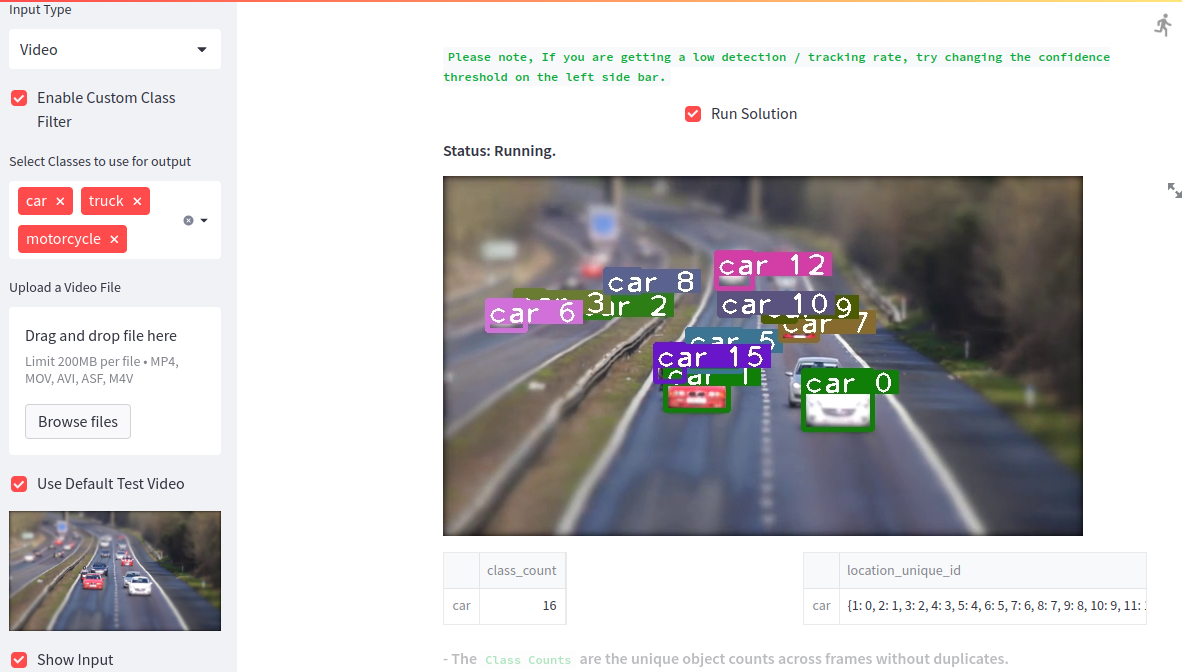 Input Type
Video
Enable Custom Class
Filter
Select Classes to use for output
car × truck ×
motorcycle ×
Upload a Video File
Drag and drop file here
Limit 200MB per file • MP4,
MOV, AVI, ASF, M4V
Browse files
Use Default Test Video
Show Input
Please note, If you are getting a low detection / tracking rate, try changing the confidence
threshold on the left side bar.
Run Solution
Status: Running.
car 12
car 8
car 10 9
3
car 6 2
car 7
car 5
car 15
car 1
car 0
class_count
car 16
location_unique_id
car {1: 0, 2: 1, 3: 2, 4: 3, 5: 4, 6: 5, 7: 6, 8: 7, 9: 8, 10: 9, 11:
- The Class Counts are the unique object counts across frames without duplicates.